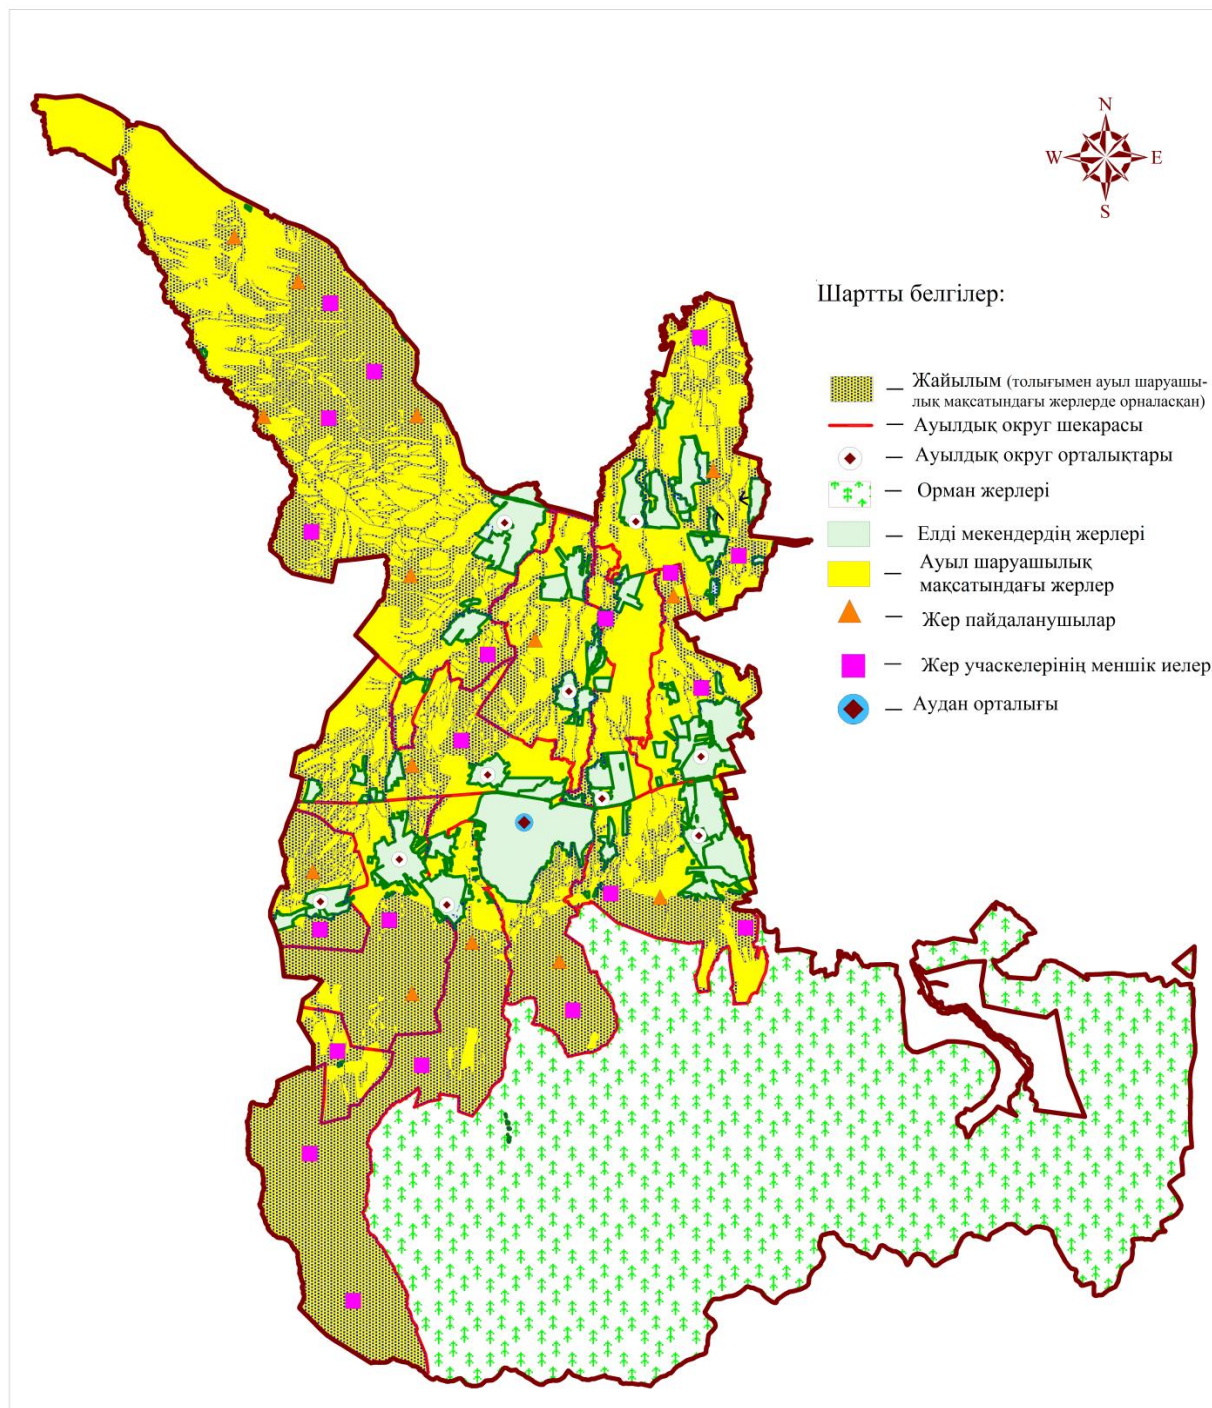 N
W E
S
Шартты белгілер:
— Жайылым (толығымен ауыл шаруашы-
лық мақсатындағы жерлерде орналасқан)
— Ауылдық округ шекарасы
— Ауылдық округ орталықтары
— Орман жерлері
— Елді мекендердің жерлері
— Ауыл шаруашылық
мақсатындағы жерлер
— Жер пайдаланушылар
— Жер учаскелерінің меншік иелер
— Аудан орталығы